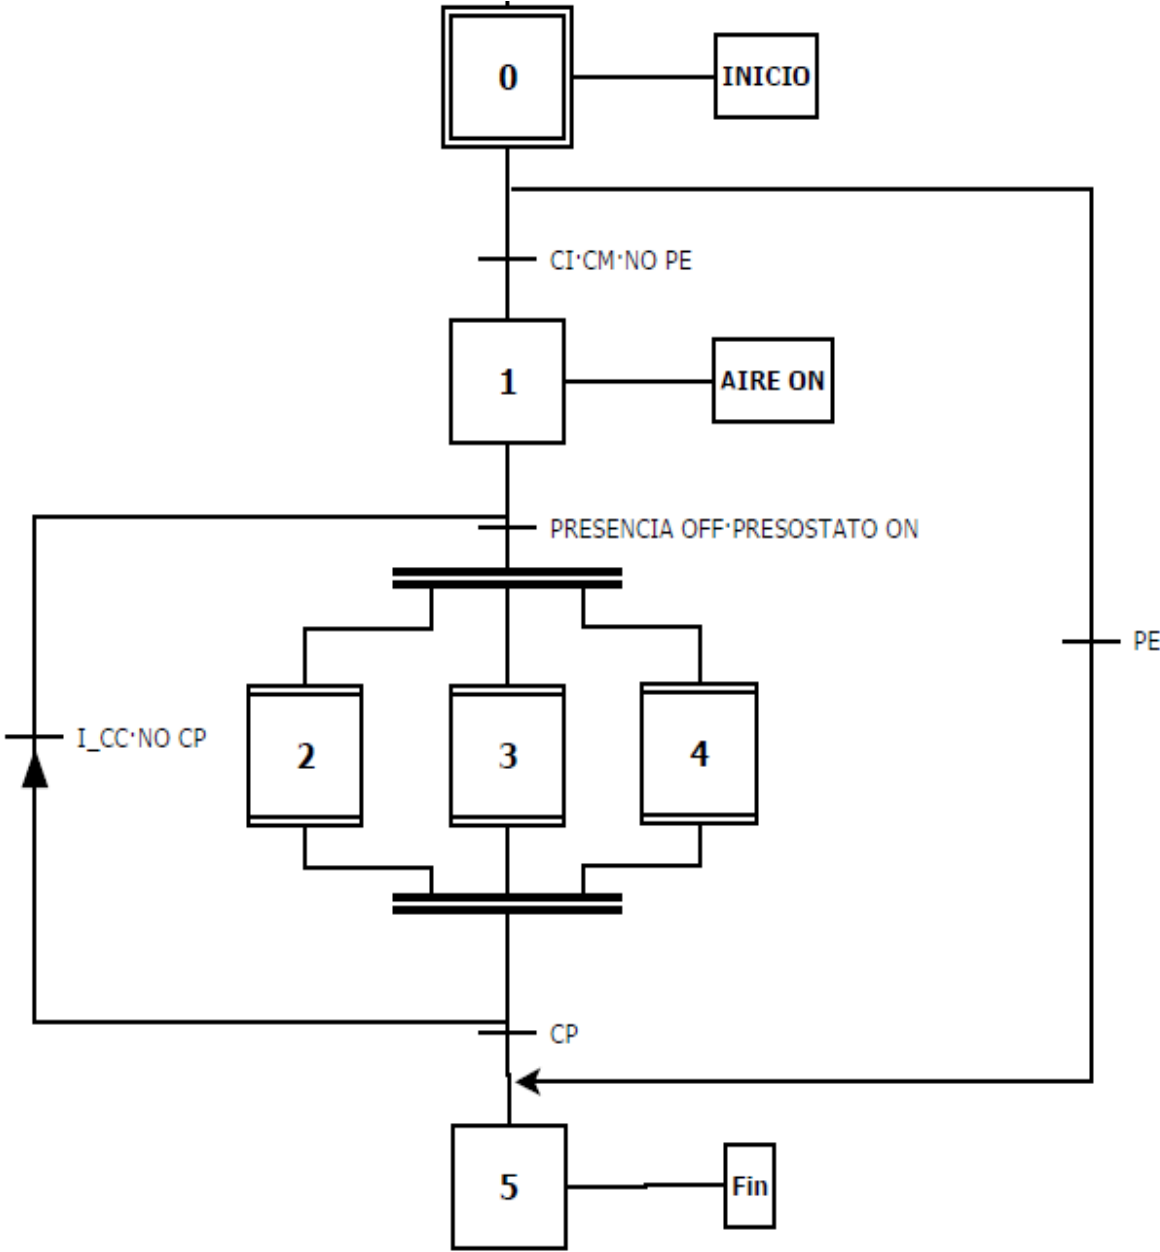 0
INICIO
CI·CM·NO PE
1
AIRE ON
PRESENCIA OFF·PRESOSTATO ON
PE
I_CC·NO CP
2
3
4
CP
5
Fin